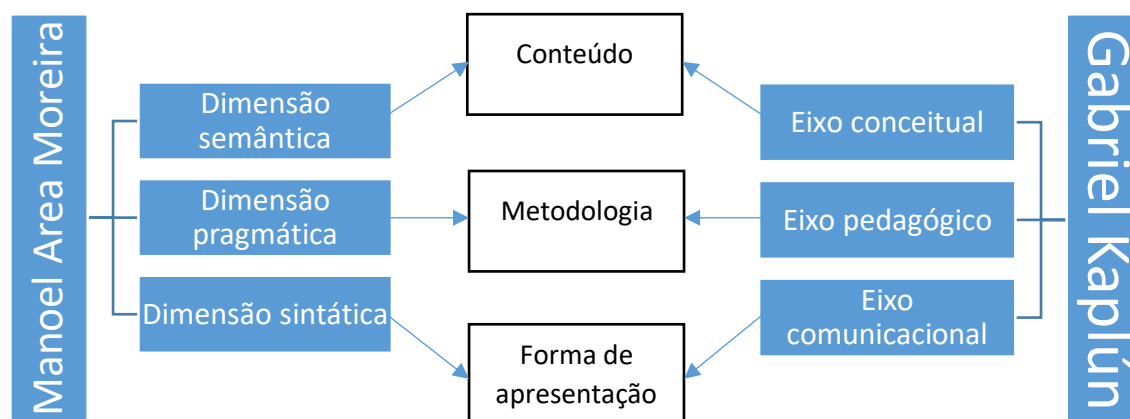 Manoel Area Moreira
Dimensão
semântica
Dimensão
pragmática
Dimensão sintática
Conteúdo
Metodologia
Forma de
apresentação
Eixo conceitual
Eixo pedagógico
Eixo
comunicacional
Gabriel Kaplún